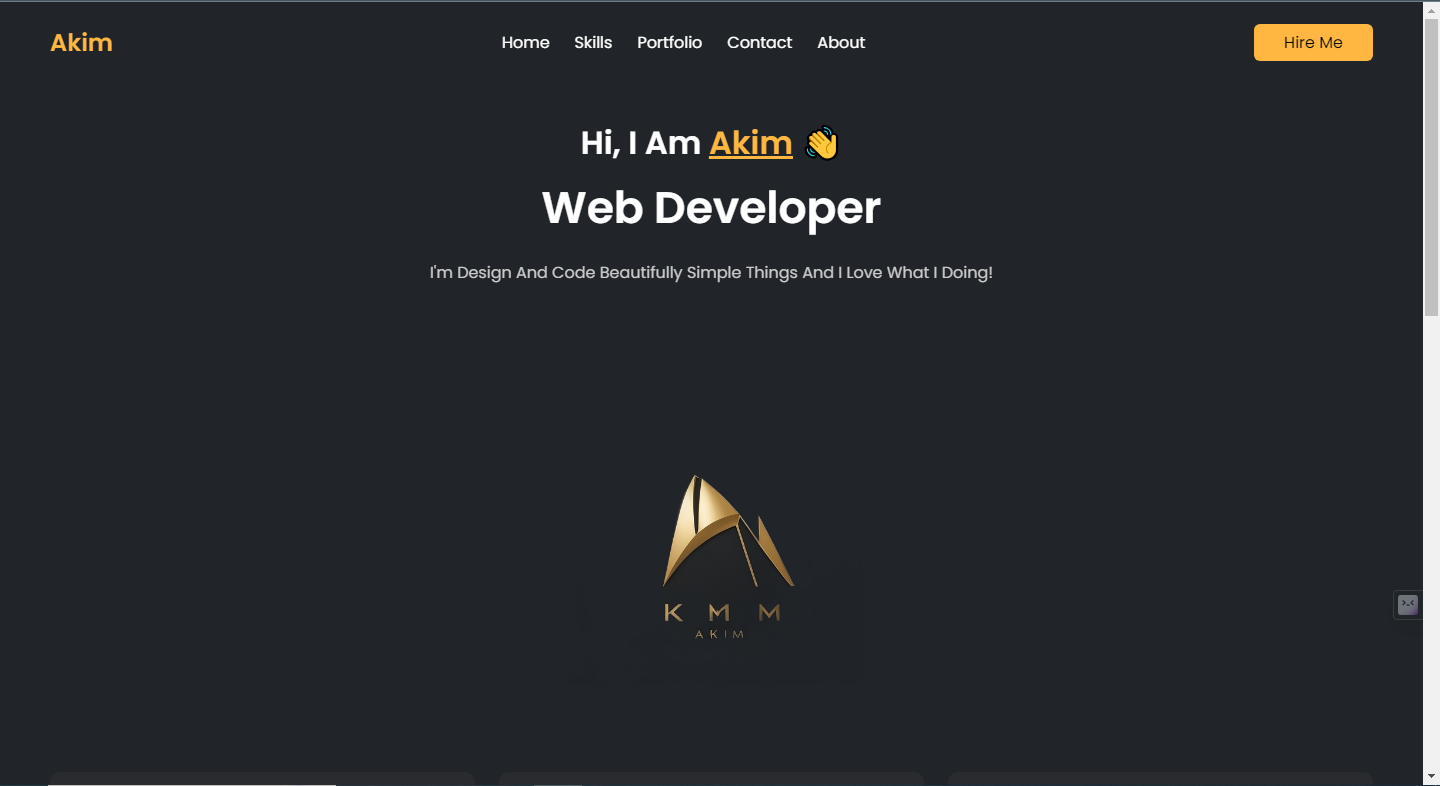 Akim
Home Skills Portfolio Contact About
Hire Me
Hi, I Am Akim 👋
Web Developer
I'm Design And Code Beautifully Simple Things And I Love What I Doing!
K M M
AKIM